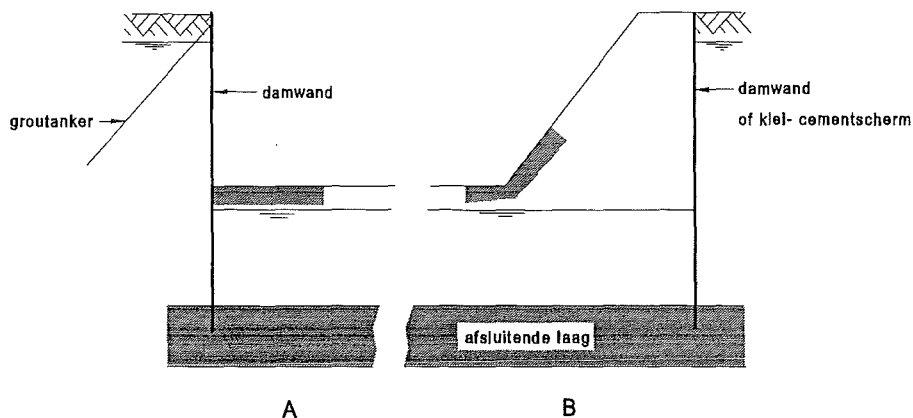 damwand
groutanker
damwand
of klei- cementscherm
afsluitende laag
A
B